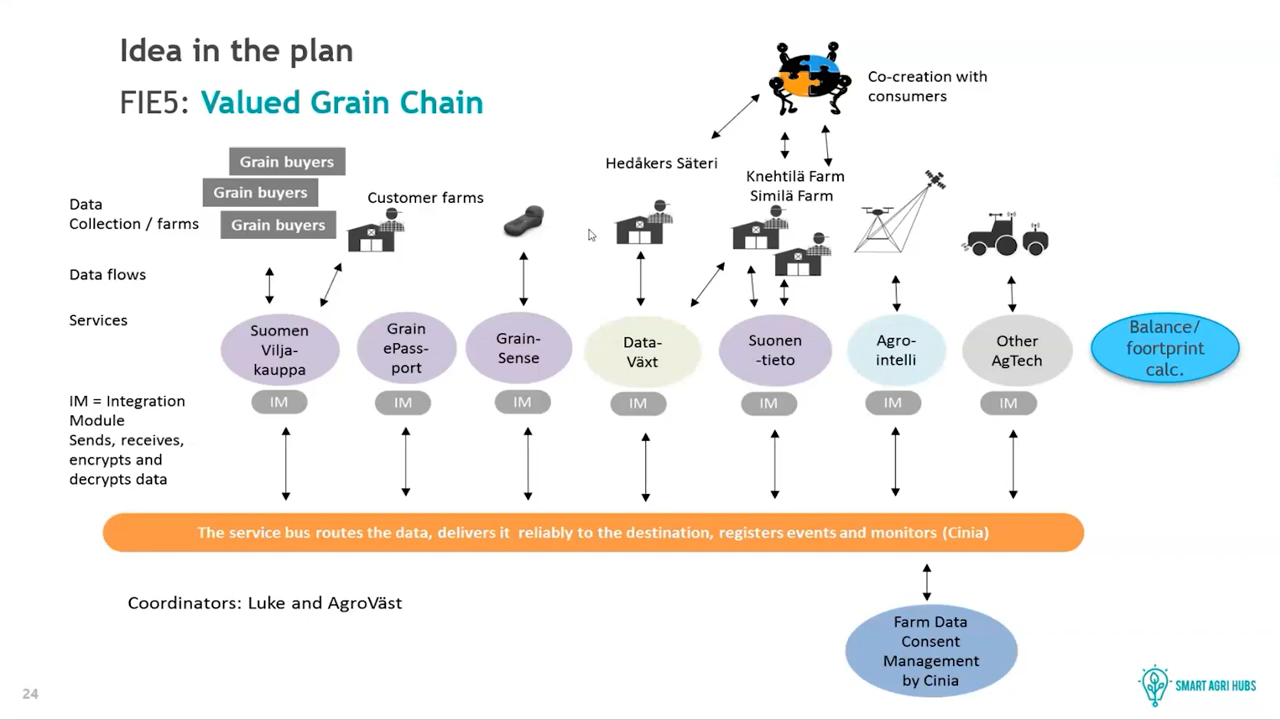 Idea in the plan
FIE5: Valued Grain Chain
Co-creation with
consumers
Grain buyers
Grain buyers
Grain buyers
Customer farms
Hedåkers Säteri
Knehtilä Farm
Similä Farm
Data
Collection / farms
Data flows
Services
Suomen
Vilja-
kauppa
Grain
ePass-
port
Grain-
Sense
Data-
Växt
Suonen
-tieto
Agro-
intelli
Other
AgTech
Balance/
foortprint
calc.
IM = Integration
Module
Sends, receives,
encrypts and
decrypts data
IM
IM
IM
IM
IM
IM
IM
The service bus routes the data, delivers it reliably to the destination, registers events and monitors (Cinia)
Coordinators: Luke and AgroVäst
Farm Data
Consent
Management
by Cinia
24
SMART AGRI HUBS